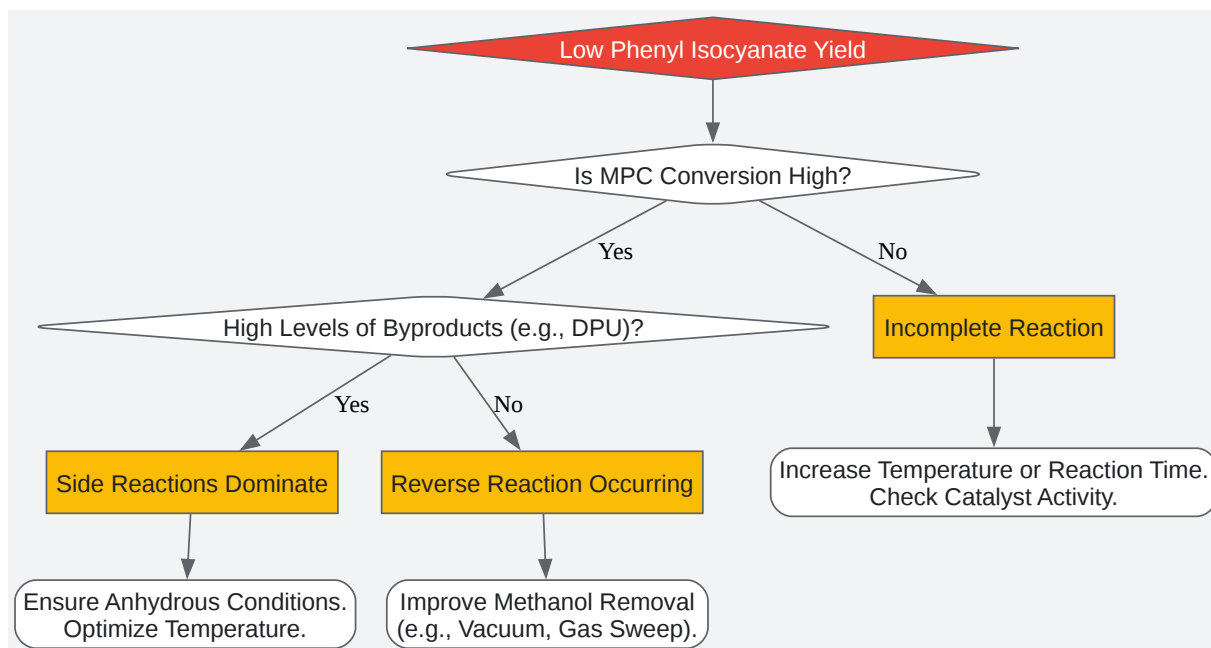 Low Phenyl Isocyanate Yield
Is MPC Conversion High?
Yes
No
High Levels of Byproducts (e.g., DPU)?
Incomplete Reaction
Yes
No
Side Reactions Dominate
Reverse Reaction Occurring
Increase Temperature or Reaction Time.
Check Catalyst Activity.
Ensure Anhydrous Conditions.
Optimize Temperature.
Improve Methanol Removal
(e.g., Vacuum, Gas Sweep).